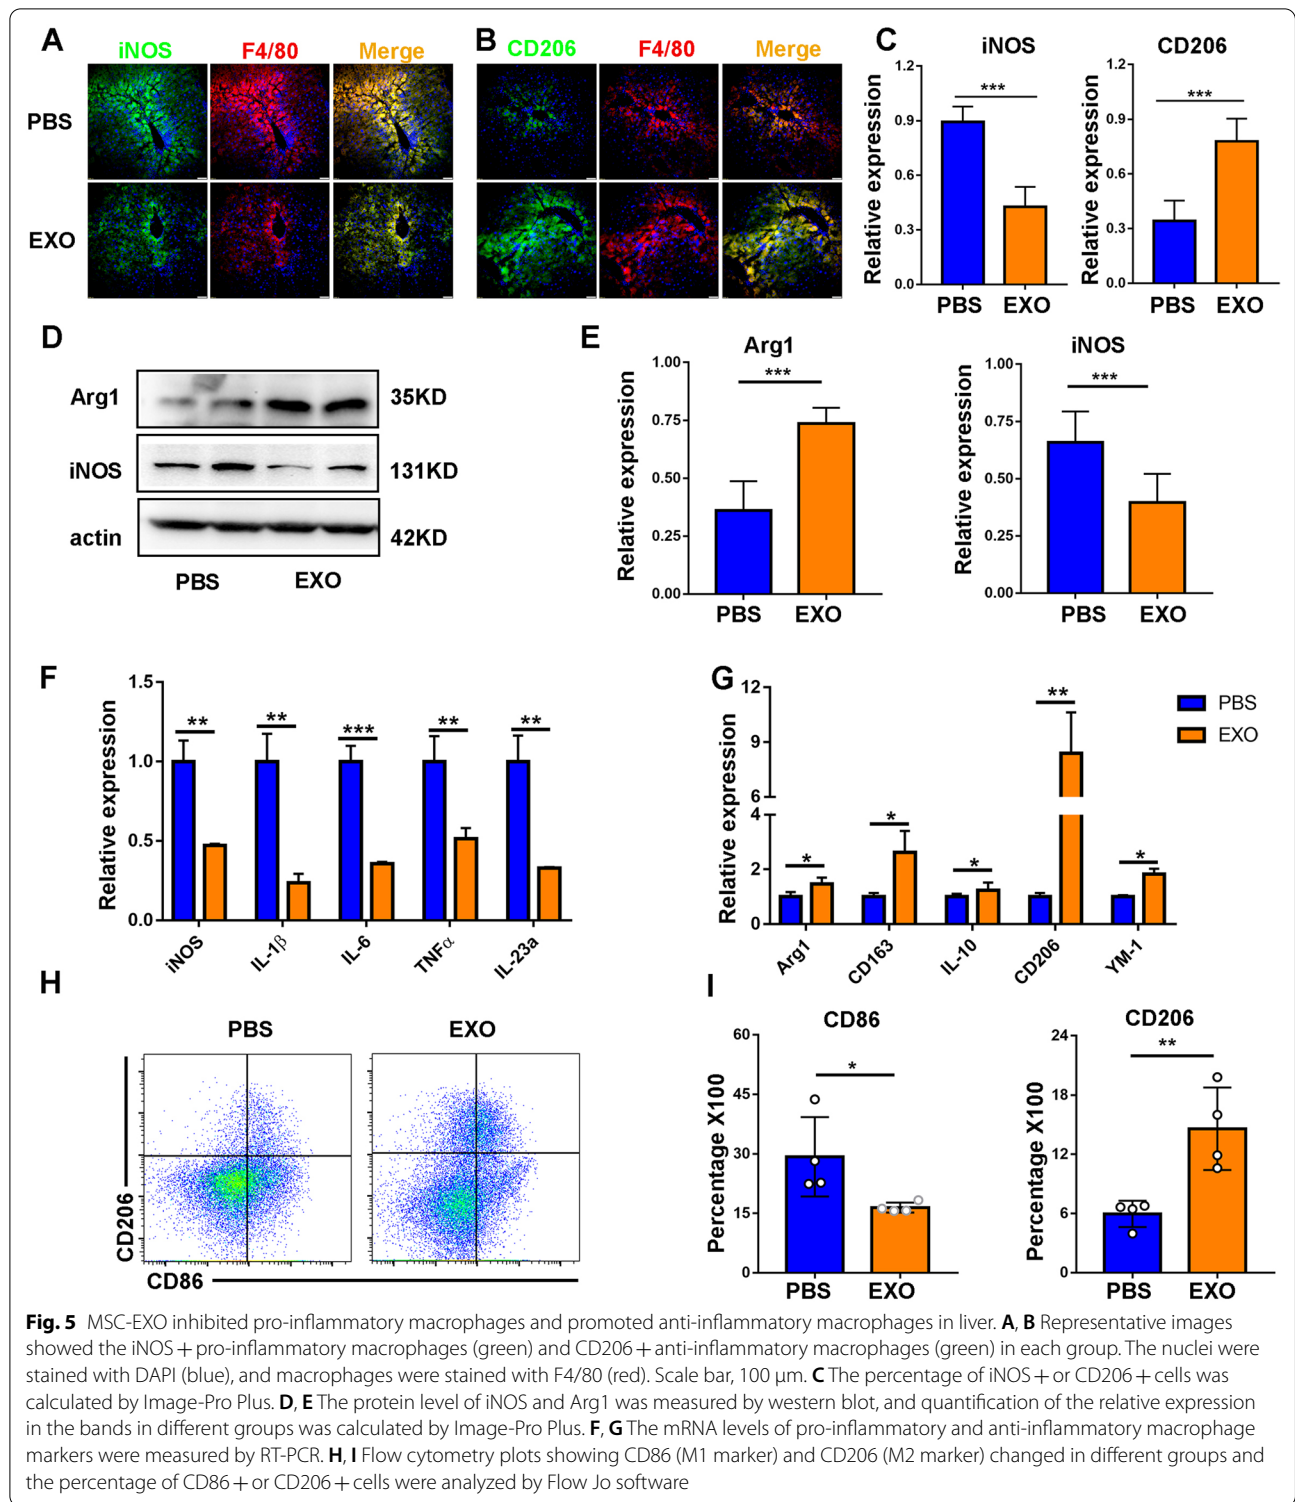 A
iNOS F4/80 Merge
PBS
EXO
B
CD206 F4/80 Merge
C
iNOS
Relative expression
1.2
0.9
0.6
0.3
0.0
***
PBS EXO
CD206
Relative expression
1.2
0.9
0.6
0.3
0.0
***
PBS EXO
D
Arg1 35KD
iNOS 131KD
actin 42KD
PBS EXO
E
Arg1
Relative expression
1.00
0.75
0.50
0.25
0.00
***
PBS EXO
iNOS
Relative expression
1.00
0.75
0.50
0.25
0.00
***
PBS EXO
F
Relative expression
1.5
1.0
0.5
0.0
** ** *** ** **
iNOS IL-1β IL-6 TNFα IL-23a
G
Relative expression
12
9
6
4
2
0
* * * ** *
Arg1 CD163 IL-10 CD206 YM-1
PBS
EXO
H
PBS EXO
CD206
CD86
I
CD86
Percentage X100
60
45
30
15
0
*
PBS EXO
CD206
Percentage X100
24
18
12
6
0
**
PBS EXO
Fig. 5 MSC-EXO inhibited pro-inflammatory macrophages and promoted anti-inflammatory macrophages in liver. A, B Representative images
showed the iNOS + pro-inflammatory macrophages (green) and CD206 + anti-inflammatory macrophages (green) in each group. The nuclei were
stained with DAPI (blue), and macrophages were stained with F4/80 (red). Scale bar, 100 μm. C The percentage of iNOS + or CD206 + cells was
calculated by Image-Pro Plus. D, E The protein level of iNOS and Arg1 was measured by western blot, and quantification of the relative expression
in the bands in different groups was calculated by Image-Pro Plus. F, G The mRNA levels of pro-inflammatory and anti-inflammatory macrophage
markers were measured by RT-PCR. H, I Flow cytometry plots showing CD86 (M1 marker) and CD206 (M2 marker) changed in different groups and
the percentage of CD86 + or CD206 + cells were analyzed by Flow Jo software